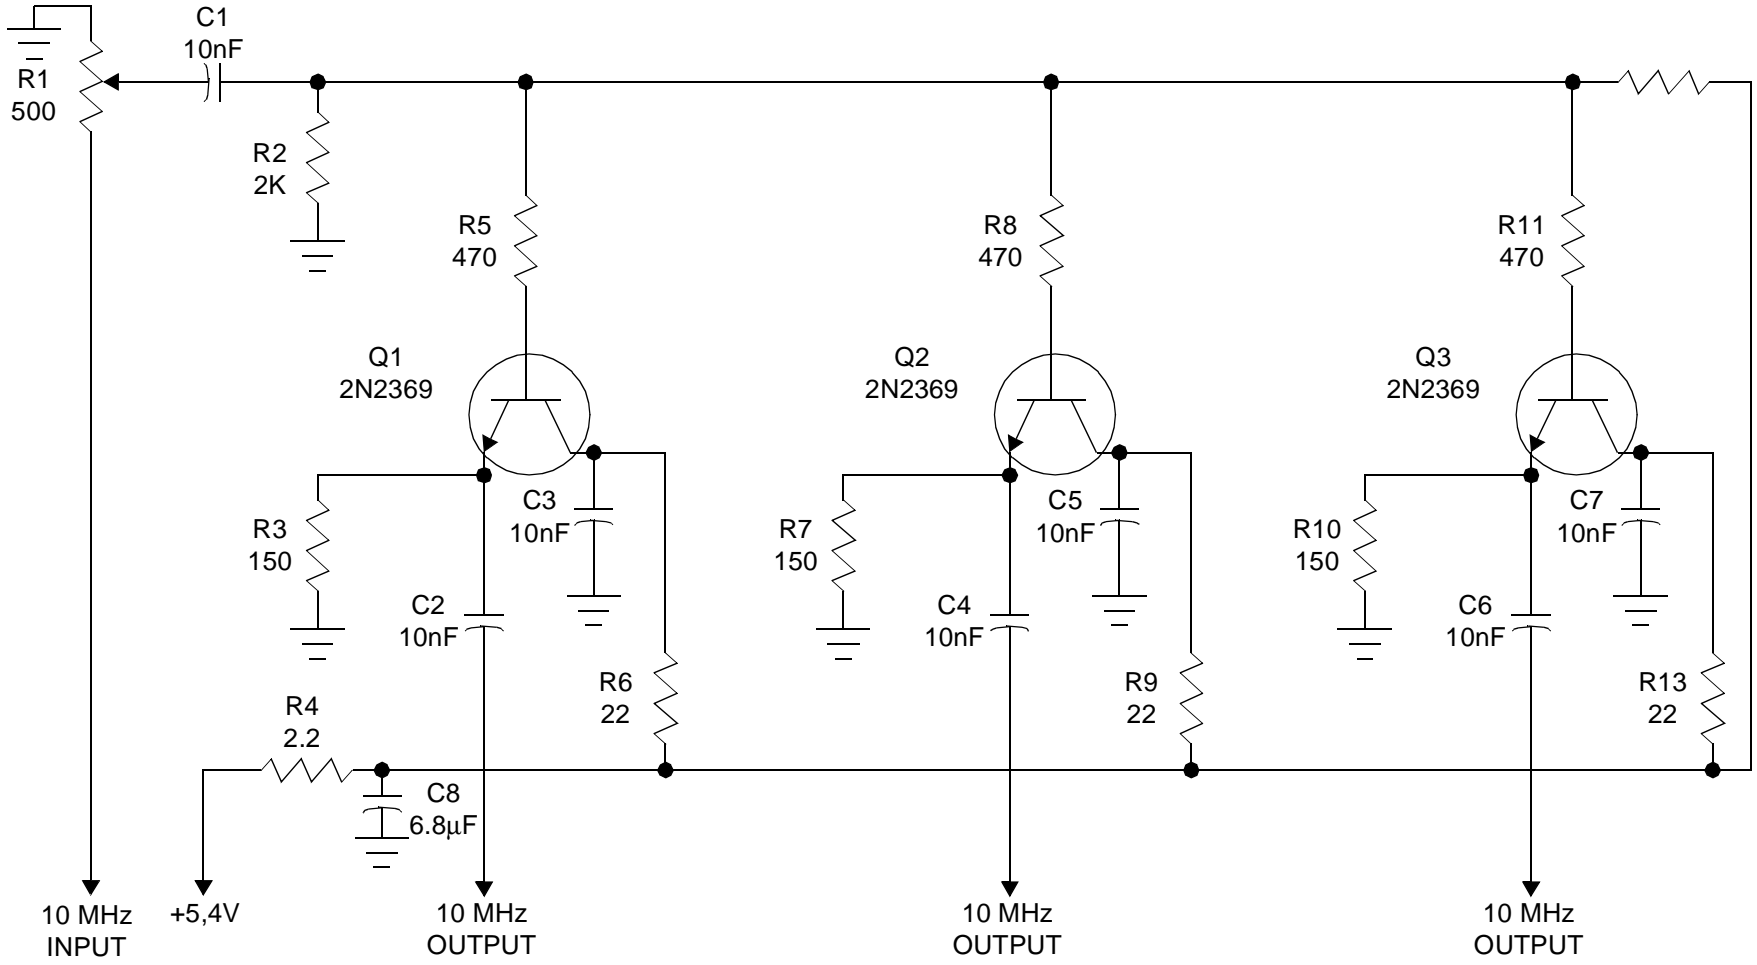 C1
10nF
R1
500
R2
2K
R5
470
R8
470
R11
470
Q1
2N2369
Q2
2N2369
Q3
2N2369
R3
150
C3
10nF
R7
150
C5
10nF
R10
150
C7
10nF
C2
10nF
C4
10nF
C6
10nF
R4
2.2
R6
22
R9
22
R13
22
C8
6.8µF
10 MHz
INPUT
+5,4V
10 MHz
OUTPUT
10 MHz
OUTPUT
10 MHz
OUTPUT